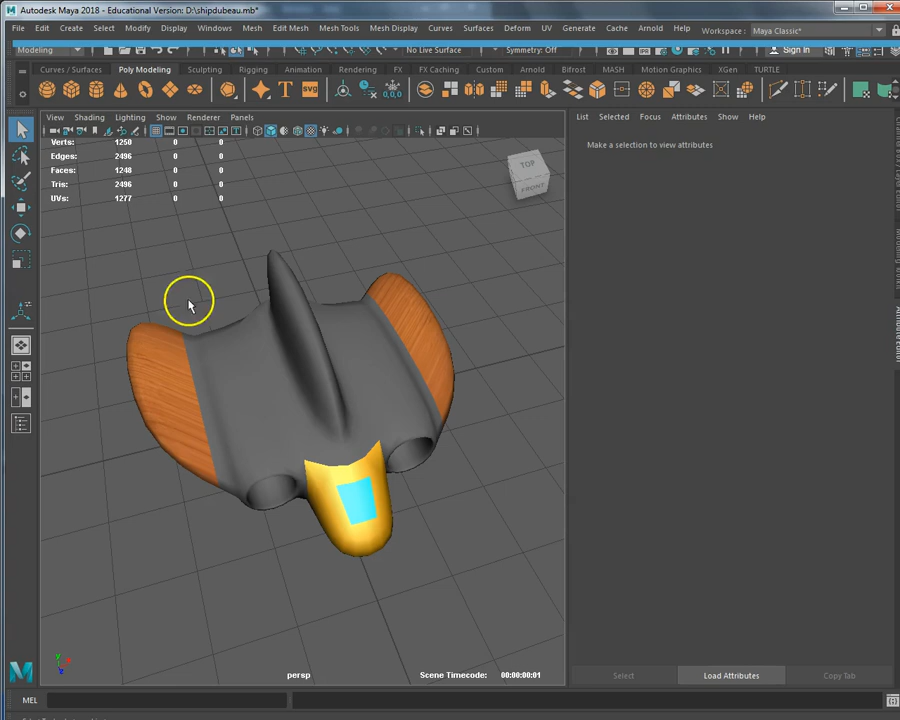 Autodesk Maya 2018 - Educational Version: D:\shipdubeau.mb*
File Edit Create Select Modify Display Windows Mesh Edit Mesh Mesh Tools Mesh Display Curves Surfaces Deform UV Generate Cache Arnold Help Workspace: Maya Classic*
Modeling No Live Surface Symmetry: Off Sign In
Curves / Surfaces Poly Modeling Sculpting Rigging Animation Rendering FX FX Caching Custom Arnold Bifrost MASH Motion Graphics XGen TURTLE
SVG 0,0,0
View Shading Lighting Show Renderer Panels
List Selected Focus Attributes Show Help
Verts: 1250 0 0
Edges: 2496 0 0
Faces: 1248 0 0
Tris: 2496 0 0
UVs: 1277 0 0
Make a selection to view attributes
TOP
FRONT
persp
Scene Timecode: 00:00:00:01
Select Load Attributes Copy Tab
MEL